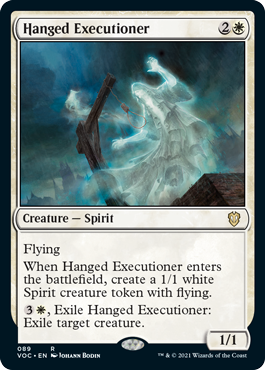 Hanged Executioner 2
Creature — Spirit
Flying
When Hanged Executioner enters
the battlefield, create a 1/1 white
Spirit creature token with flying.
3 , Exile Hanged Executioner:
Exile target creature.
1/1
089 R
VOC • EN Johann Bodin
™ & © 2021 Wizards of the Coast